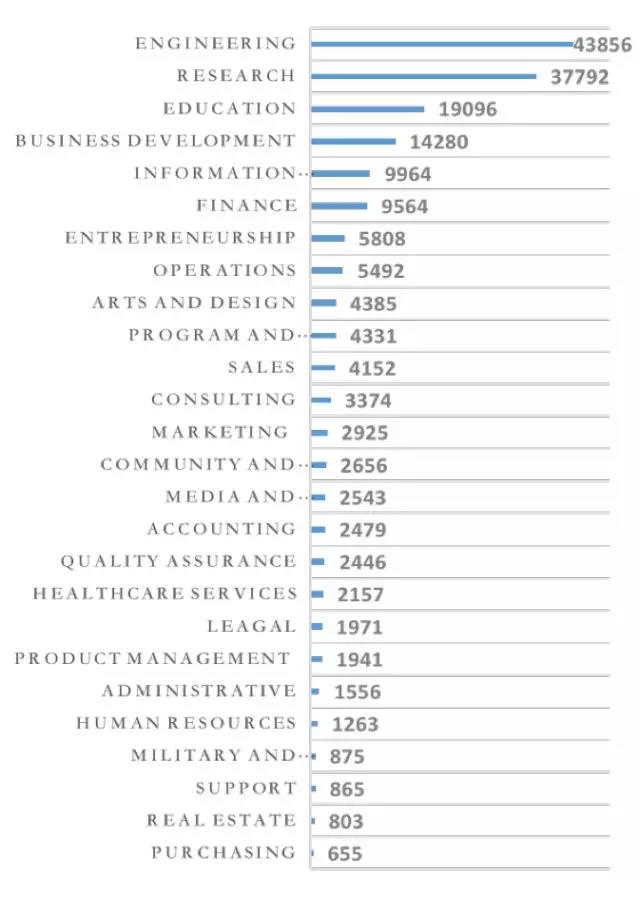 ENGINEERING 43856
RESEARCH 37792
EDUCATION 19096
BUSINESS DEVELOPMENT 14280
INFORMATION... 9964
FINANCE 9564
ENTREPRENEURSHIP 5808
OPERATIONS 5492
ARTS AND DESIGN 4385
PROGRAM AND... 4331
SALES 4152
CONSULTING 3374
MARKETING 2925
COMMUNITY AND... 2656
MEDIA AND... 2543
ACCOUNTING 2479
QUALITY ASSURANCE 2446
HEALTHCARE SERVICES 2157
LEAGAL 1971
PRODUCT MANAGEMENT 1941
ADMINISTRATIVE 1556
HUMAN RESOURCES 1263
MILITARY AND... 875
SUPPORT 865
REAL ESTATE 803
PURCHASING 655